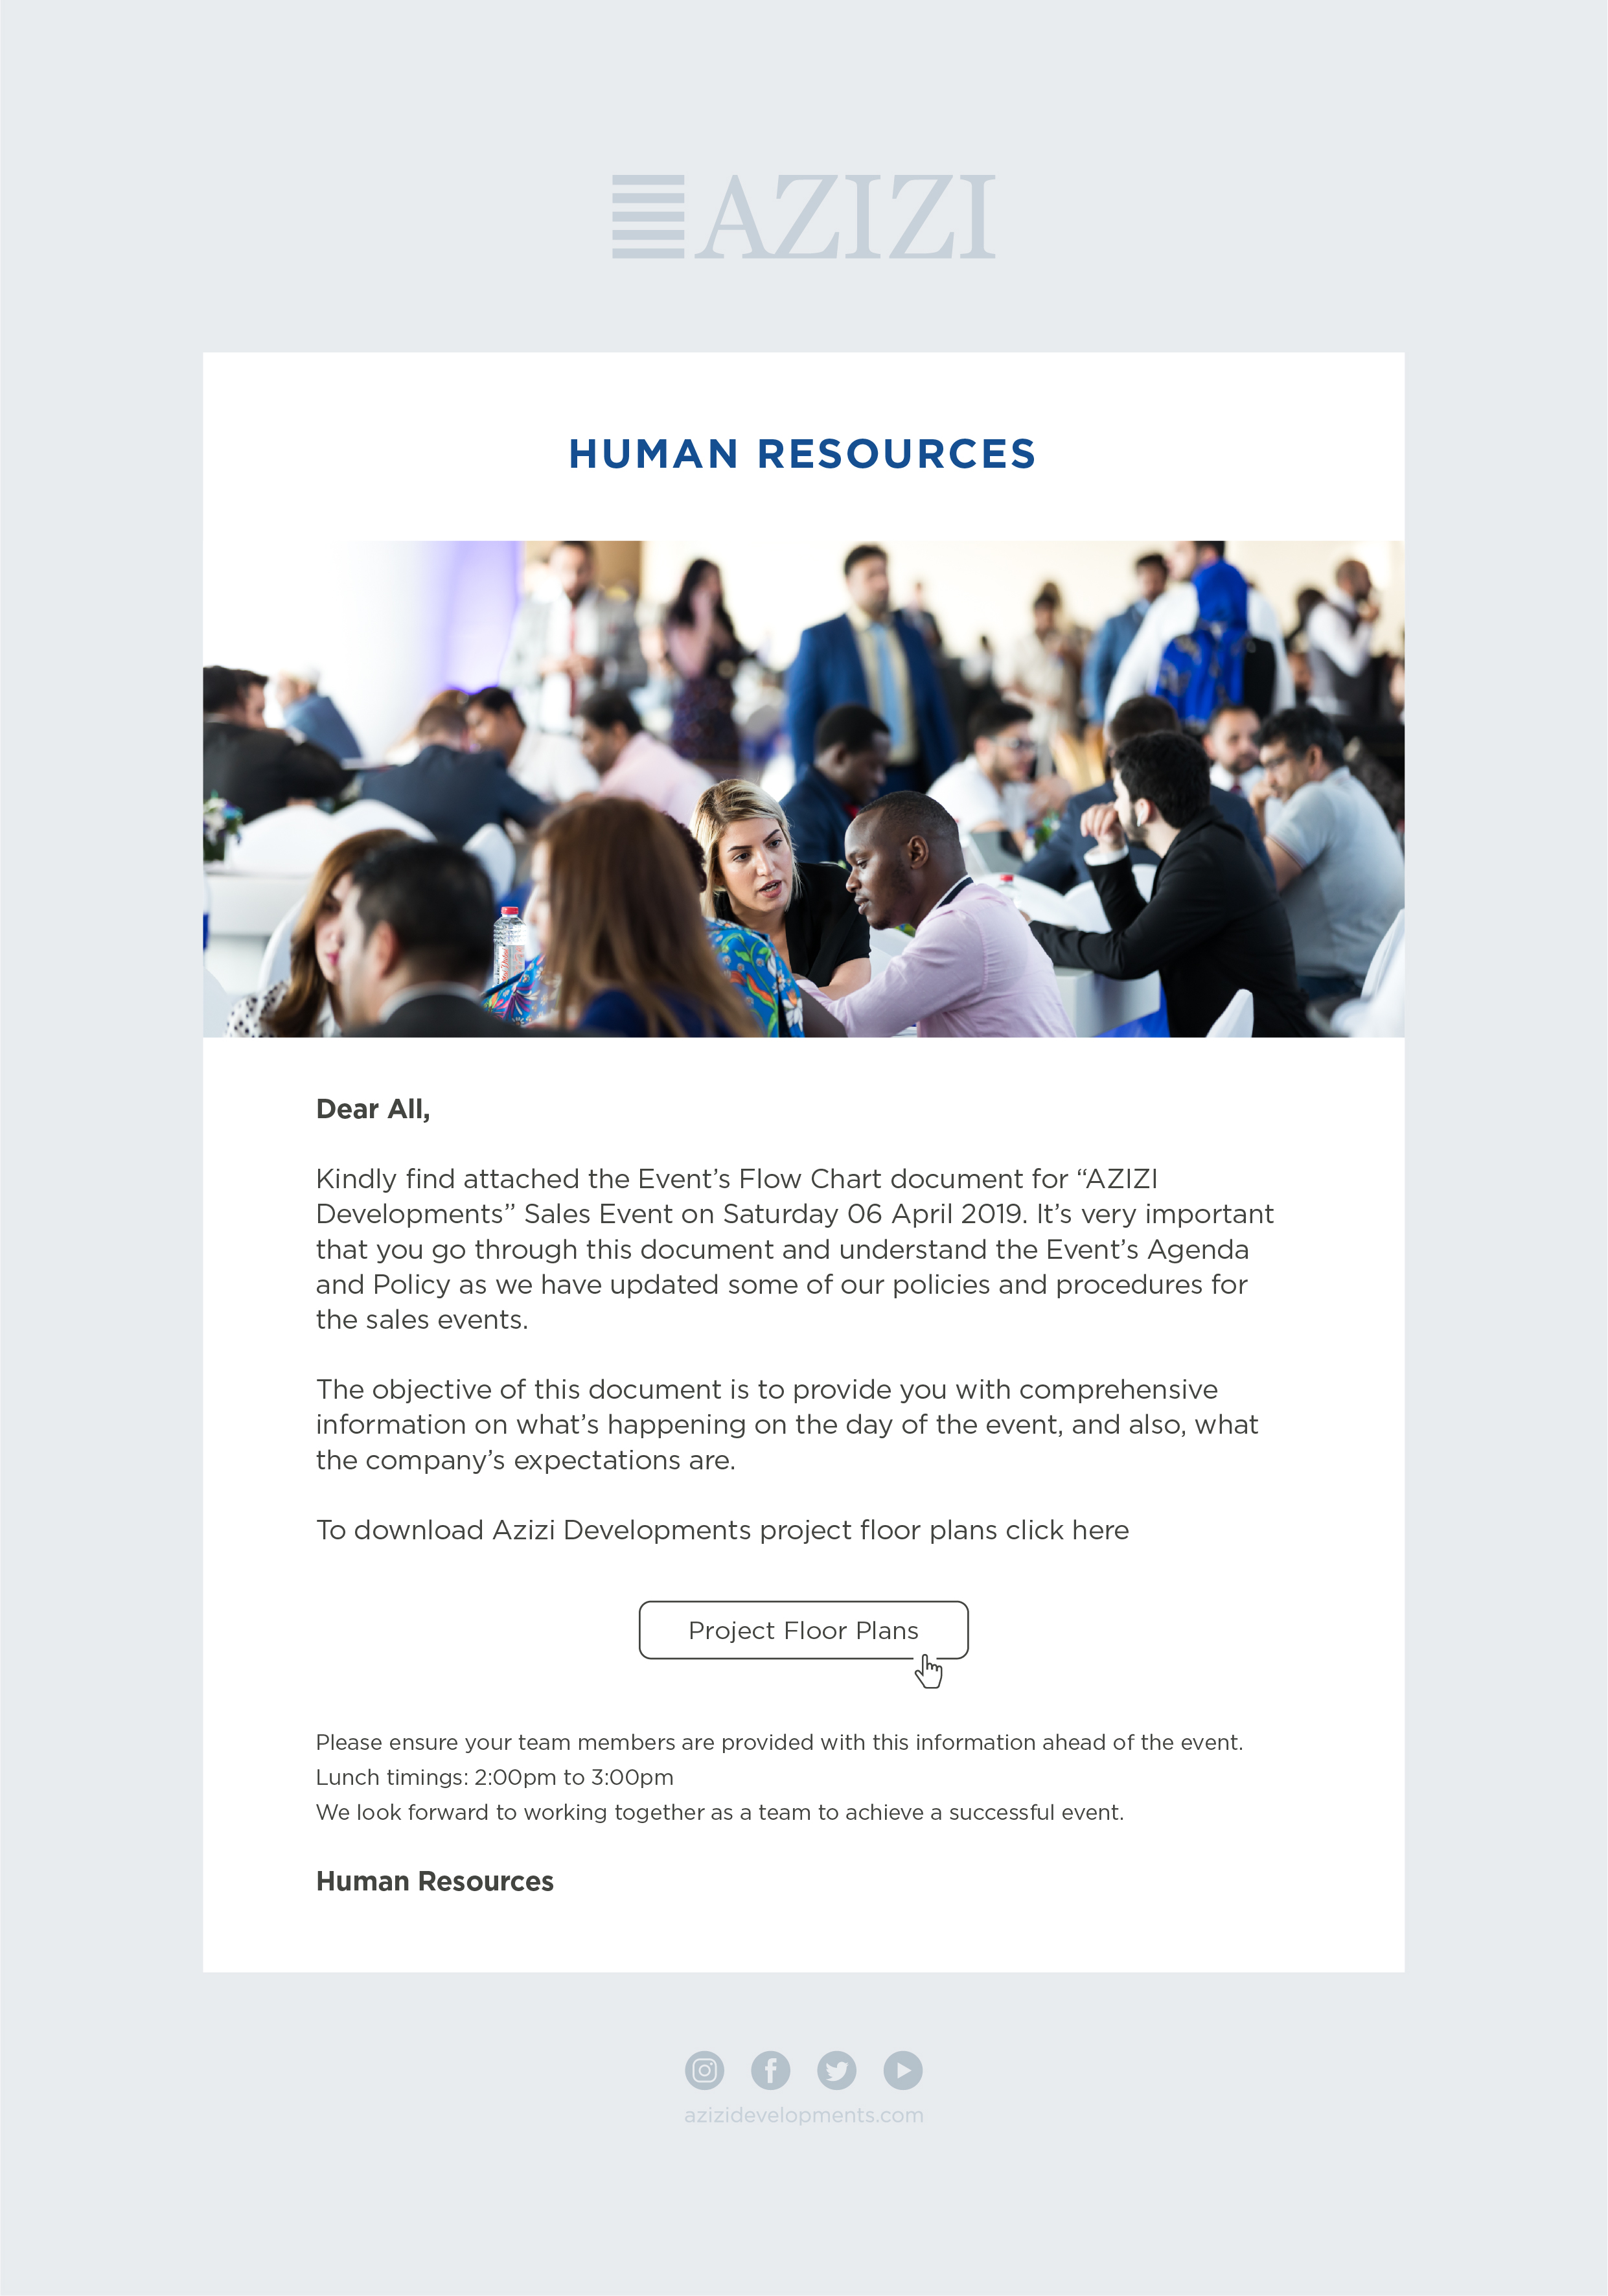 AZIZI
HUMAN RESOURCES
Dear All,
Kindly find attached the Event’s Flow Chart document for “AZIZI
Developments” Sales Event on Saturday 06 April 2019. It’s very important
that you go through this document and understand the Event’s Agenda
and Policy as we have updated some of our policies and procedures for
the sales events.
The objective of this document is to provide you with comprehensive
information on what’s happening on the day of the event, and also, what
the company’s expectations are.
To download Azizi Developments project floor plans click here
Project Floor Plans
Please ensure your team members are provided with this information ahead of the event.
Lunch timings: 2:00pm to 3:00pm
We look forward to working together as a team to achieve a successful event.
Human Resources
azizidevelopments.com